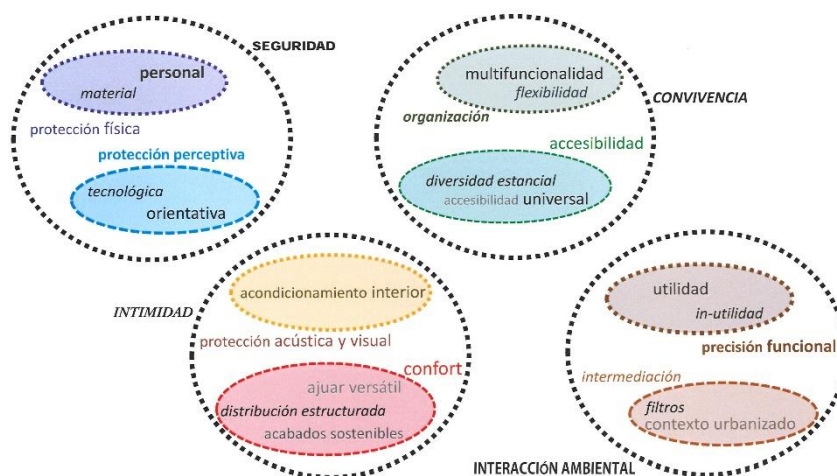 SEGURIDAD
personal
material
protección física
protección perceptiva
tecnológica
orientativa
multifuncionalidad
flexibilidad
CONVIVENCIA
organización
accesibilidad
diversidad estancial
accesibilidad universal
INTIMIDAD
acondicionamiento interior
protección acústica y visual
confort
ajuar versátil
distribución estructurada
acabados sostenibles
utilidad
in-utilidad
precisión funcional
intermediación
filtros
contexto urbanizado
INTERACCIÓN AMBIENTAL